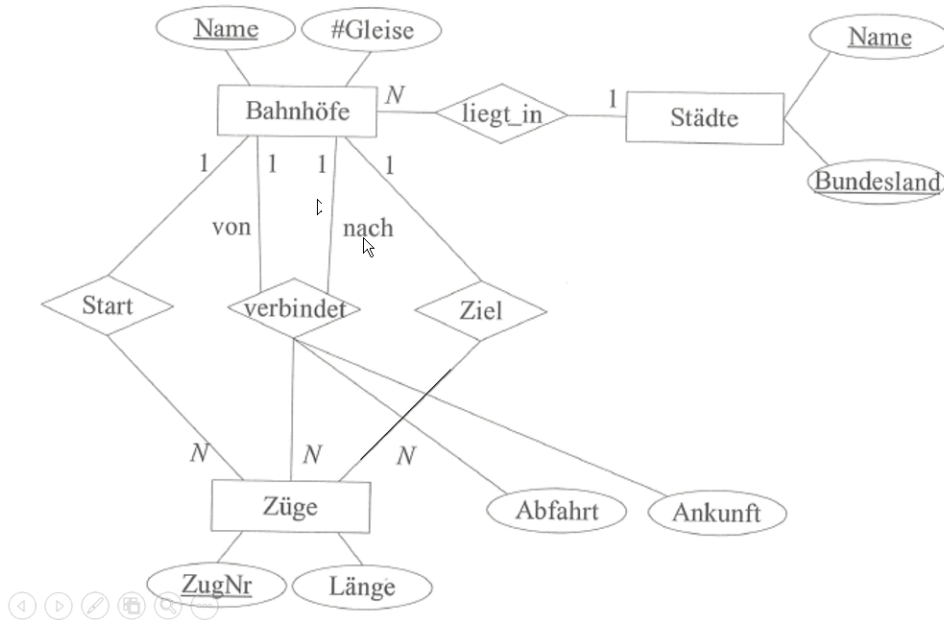 Name
#Gleise
Name
Bahnhöfe
N
liegt_in
1
Städte
Bundesland
1
1
1
1
von
nach
Start
verbindet
Ziel
N
N
N
Züge
Abfahrt
Ankunft
ZugNr
Länge